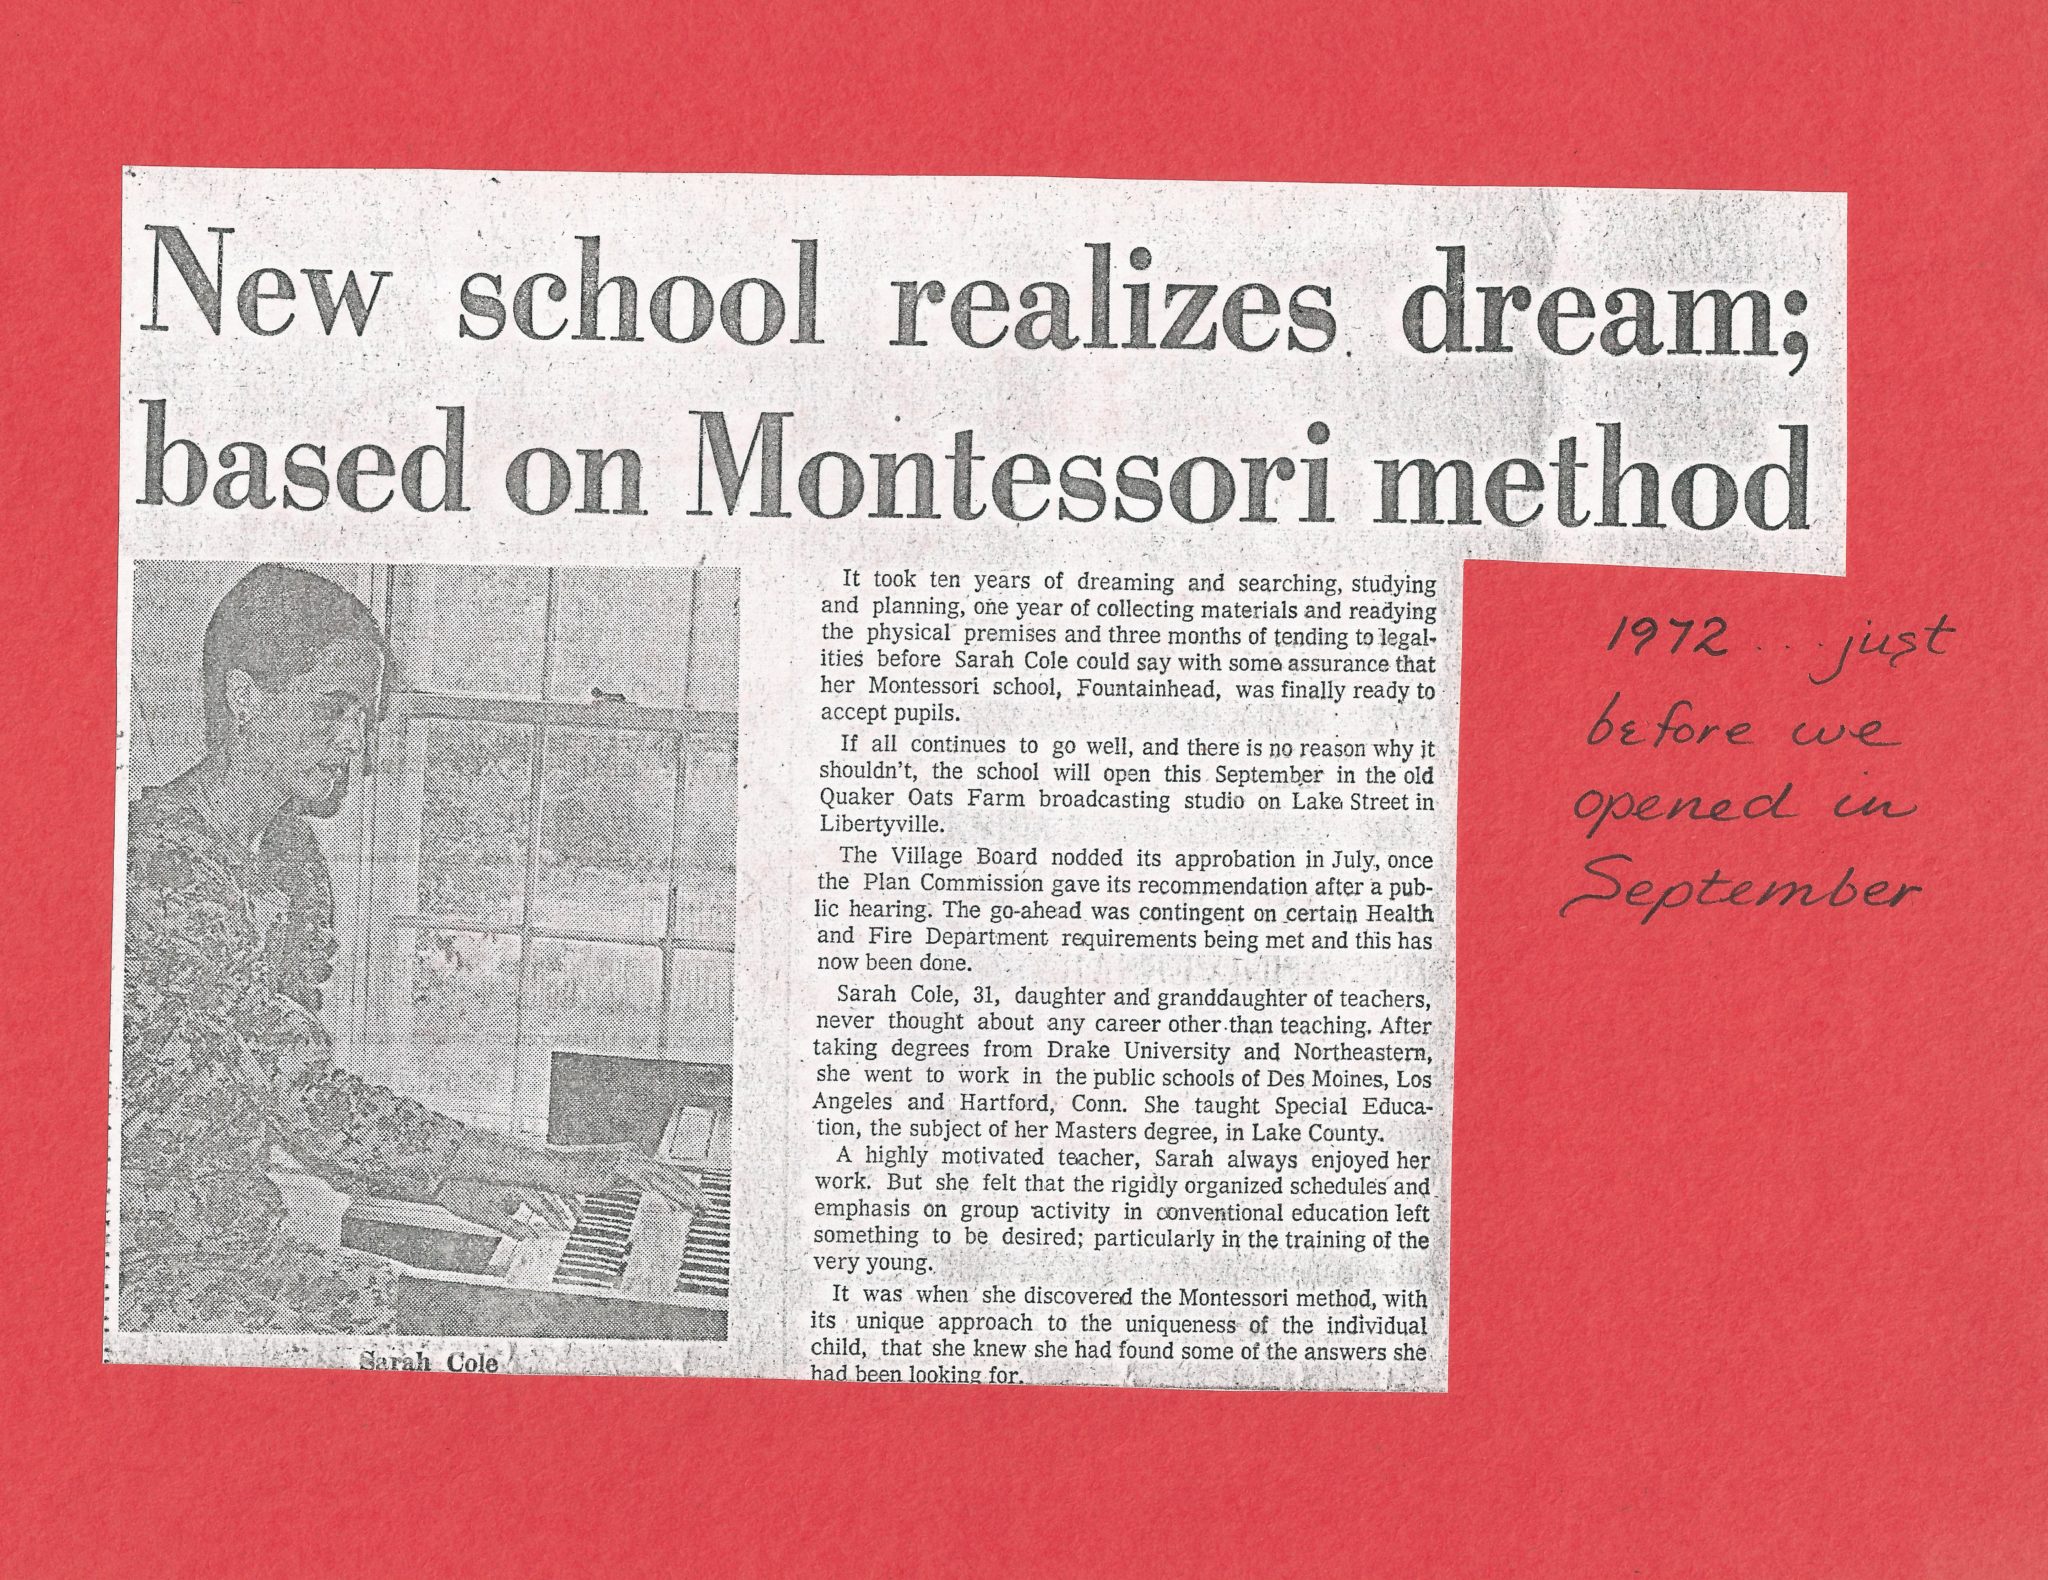 New school realizes dream;
based on Montessori method
It took ten years of dreaming and searching, studying
and planning, one year of collecting materials and readying
the physical premises and three months of tending to legal-
ities before Sarah Cole could say with some assurance that
her Montessori school, Fountainhead, was finally ready to
accept pupils.
If all continues to go well, and there is no reason why it
shouldn't, the school will open this September in the old
Quaker Oats Farm broadcasting studio on Lake Street in
Libertyville.
The Village Board nodded its approbation in July, once
the Plan Commission gave its recommendation after a pub-
lic hearing. The go-ahead was contingent on certain Health
and Fire Department requirements being met and this has
now been done.
Sarah Cole, 31, daughter and granddaughter of teachers,
never thought about any career other than teaching. After
taking degrees from Drake University and Northeastern,
she went to work in the public schools of Des Moines, Los
Angeles and Hartford, Conn. She taught Special Educa-
tion, the subject of her Masters degree, in Lake County.
A highly motivated teacher, Sarah always enjoyed her
work. But she felt that the rigidly organized schedules and
emphasis on group activity in conventional education left
something to be desired; particularly in the training of the
very young.
It was when she discovered the Montessori method, with
its unique approach to the uniqueness of the individual
child, that she knew she had found some of the answers she
had been looking for.
Sarah Cole
1972 ... just
before we
opened in
September